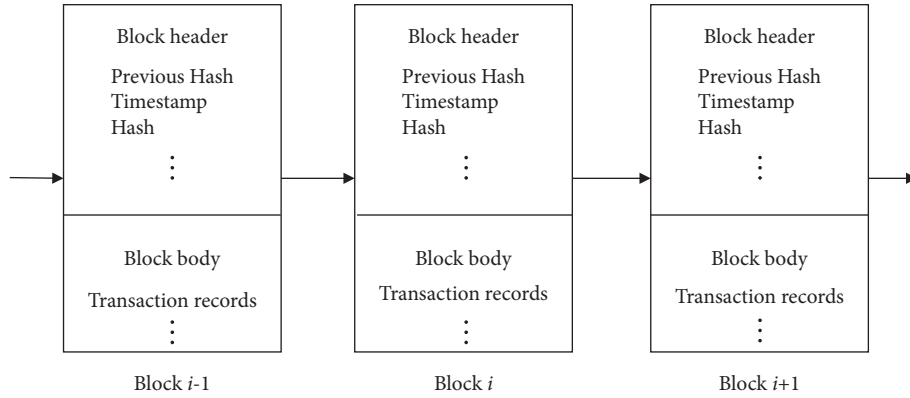 Block header
Previous Hash
Timestamp
Hash
⋮
Block body
Transaction records
⋮
Block i-1
Block header
Previous Hash
Timestamp
Hash
⋮
Block body
Transaction records
⋮
Block i
Block header
Previous Hash
Timestamp
Hash
⋮
Block body
Transaction records
⋮
Block i+1